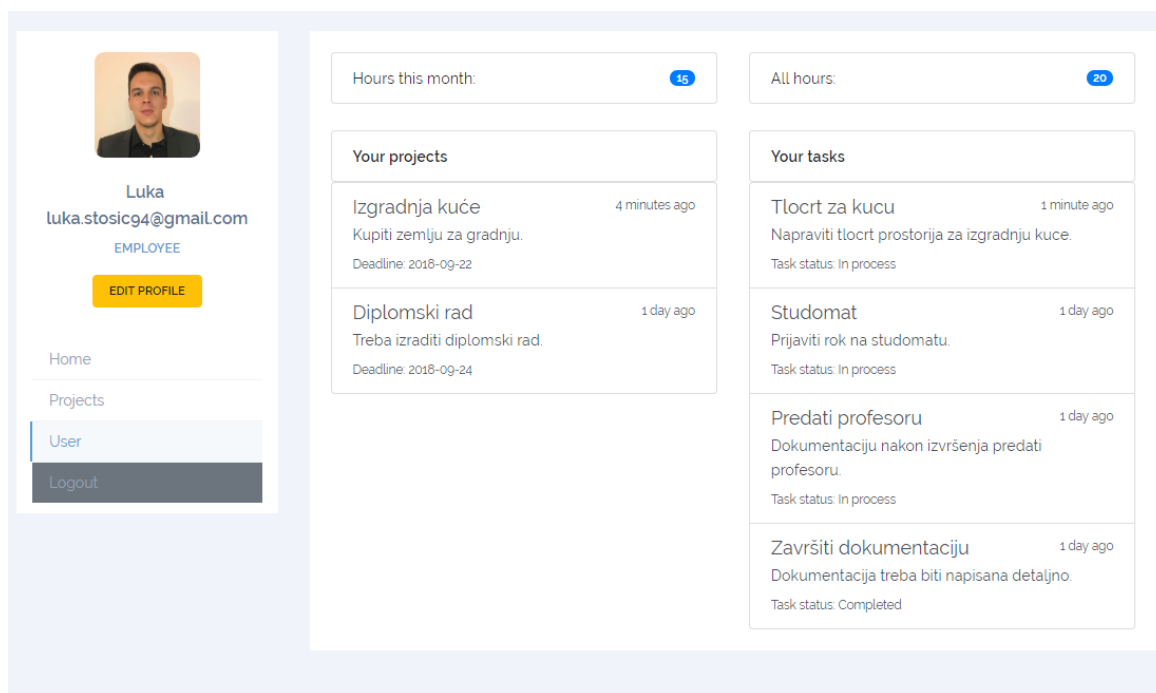 Luka
luka.stosic94@gmail.com
EMPLOYEE
EDIT PROFILE
Home
Projects
User
Logout
Hours this month: 15
All hours: 20
Your projects
Izgradnja kuće 4 minutes ago
Kupiti zemlju za gradnju.
Deadline: 2018-09-22
Diplomski rad 1 day ago
Treba izraditi diplomski rad.
Deadline: 2018-09-24
Your tasks
Tlocrt za kucu 1 minute ago
Napraviti tlocrt prostorija za izgradnju kuce.
Task status: In process
Studomat 1 day ago
Prijaviti rok na studomatu.
Task status: In process
Predati profesoru 1 day ago
Dokumentaciju nakon izvršenja predati
profesoru.
Task status: In process
Završiti dokumentaciju 1 day ago
Dokumentacija treba biti napisana detaljno.
Task status: Completed